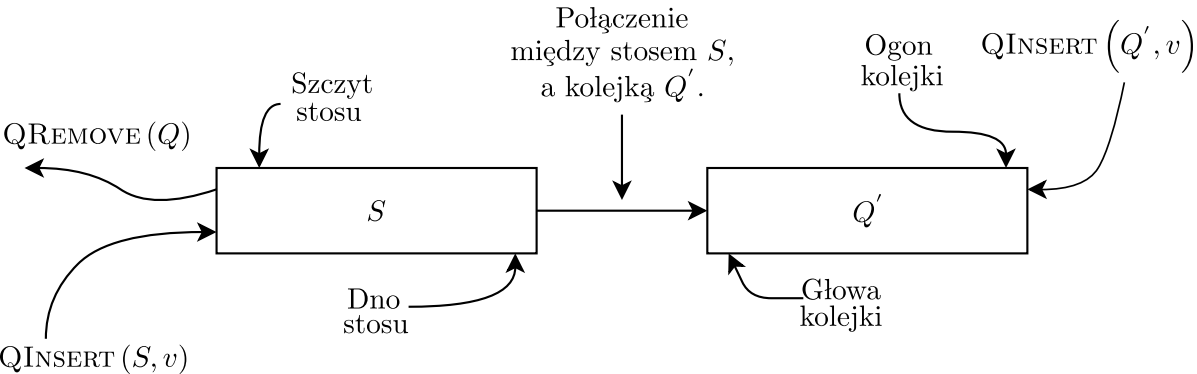 Połączenie
między stosem S,
a kolejką Q′.
Ogon
kolejki
QINSERT (Q′, v)
Szczyt
stosu
QREMOVE (Q)
S
Q′
Dno
stosu
Głowa
kolejki
QINSERT (S, v)